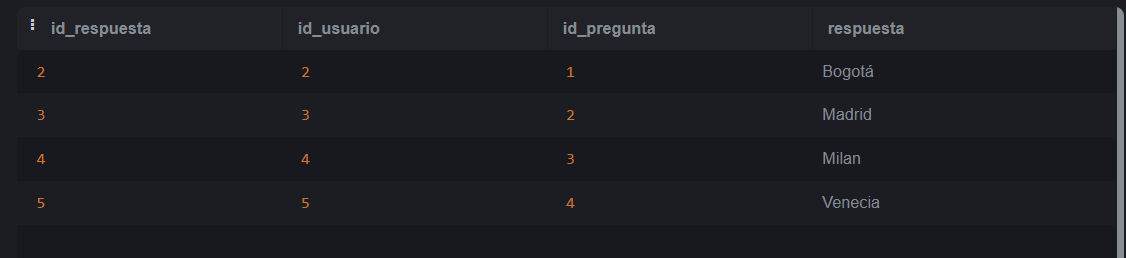 id_respuesta id_usuario id_pregunta respuesta
2 2 1 Bogotá
3 3 2 Madrid
4 4 3 Milan
5 5 4 Venecia